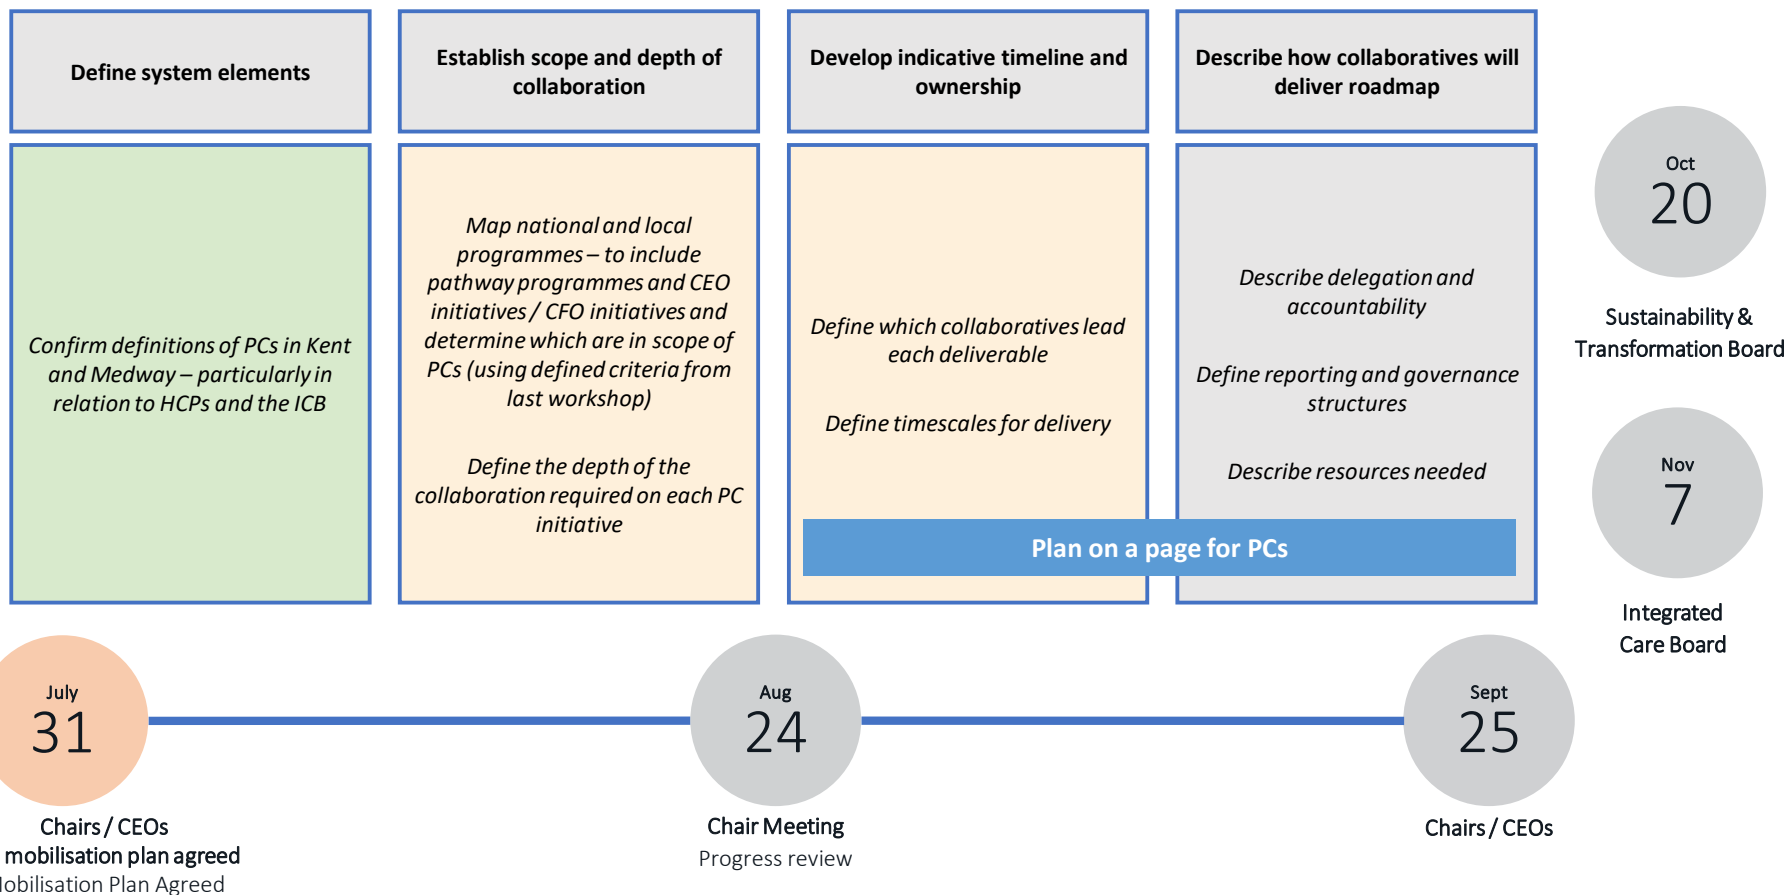 Define system elements
Establish scope and depth of
collaboration
Develop indicative timeline and
ownership
Describe how collaboratives will
deliver roadmap
Confirm definitions of PCs in Kent
and Medway – particularly in
relation to HCPs and the ICB
Map national and local
programmes – to include
pathway programmes and CEO
initiatives / CFO initiatives and
determine which are in scope of
PCs (using defined criteria from
last workshop)
Define the depth of the
collaboration required on each PC
initiative
Define which collaboratives lead
each deliverable
Define timescales for delivery
Describe delegation and
accountability
Define reporting and governance
structures
Describe resources needed
Plan on a page for PCs
Oct
20
Sustainability &
Transformation Board
Nov
7
Integrated
Care Board
July
31
Chairs / CEOs
mobilisation plan agreed
Mobilisation Plan Agreed
Aug
24
Chair Meeting
Progress review
Sept
25
Chairs / CEOs